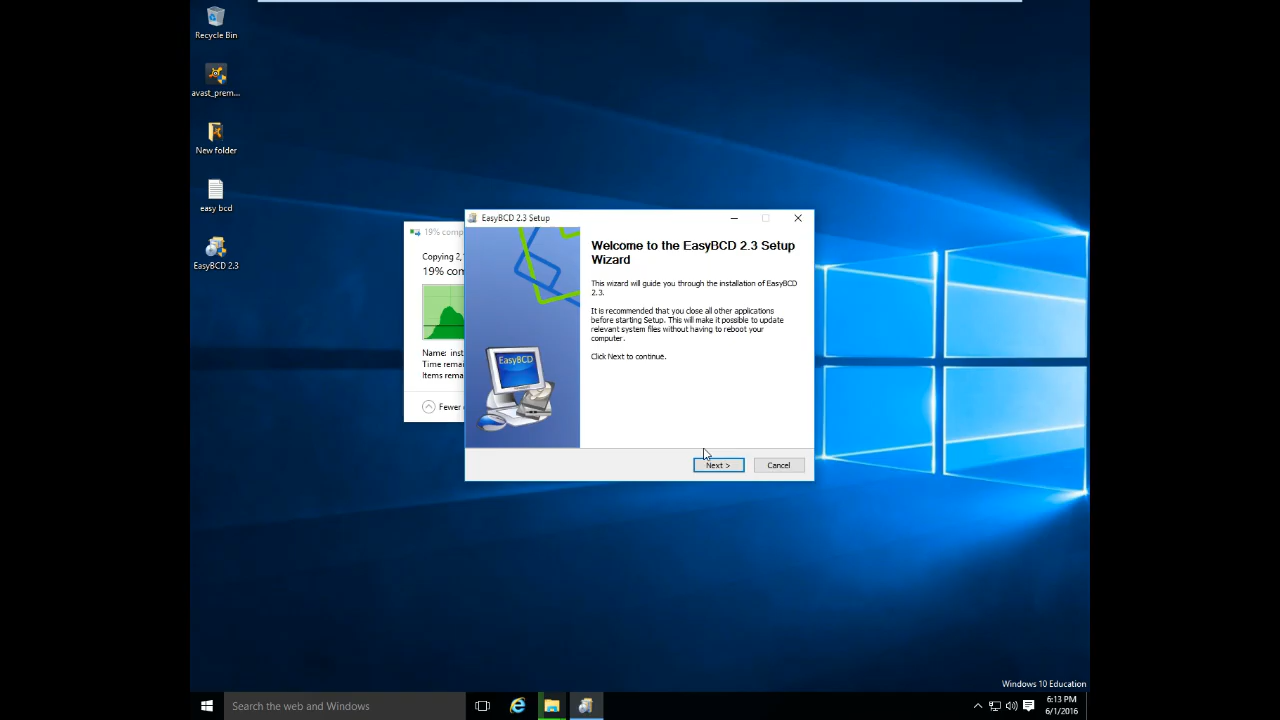 Recycle Bin
avast_prem...
New folder
easy bcd
EasyBCD 2.3
19% comp
Copying 2,
19% com
Name: inst
Time remai
Items rema
Fewer
EasyBCD 2.3 Setup
EasyBCD
Welcome to the EasyBCD 2.3 Setup
Wizard
This wizard will guide you through the installation of EasyBCD
2.3.
It is recommended that you close all other applications
before starting Setup. This will make it possible to update
relevant system files without having to reboot your
computer.
Click Next to continue.
Next >
Cancel
Windows 10 Education
Search the web and Windows
6:13 PM
6/1/2016